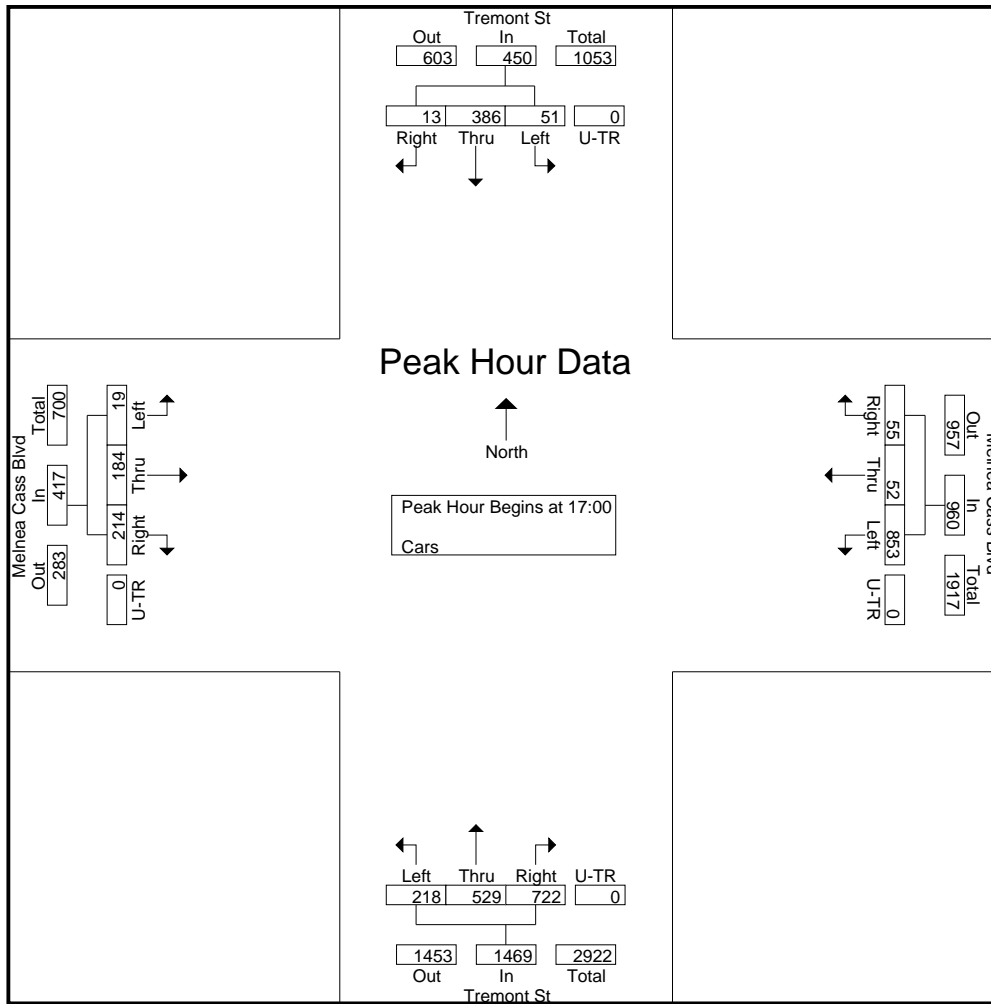 Tremont St
Out In Total
603 450 1053
13 386 51 0
Right Thru Left U-TR
Peak Hour Data
North
Peak Hour Begins at 17:00
Cars
Melnea Cass Blvd
Total In Out
700 417 283
19 184 214 0
Left Thru Right U-TR
Melnea Cass Blvd
Out In Total
957 960 1917
55 52 853 0
Right Thru Left U-TR
Left Thru Right U-TR
218 529 722 0
1453 1469 2922
Out In Total
Tremont St